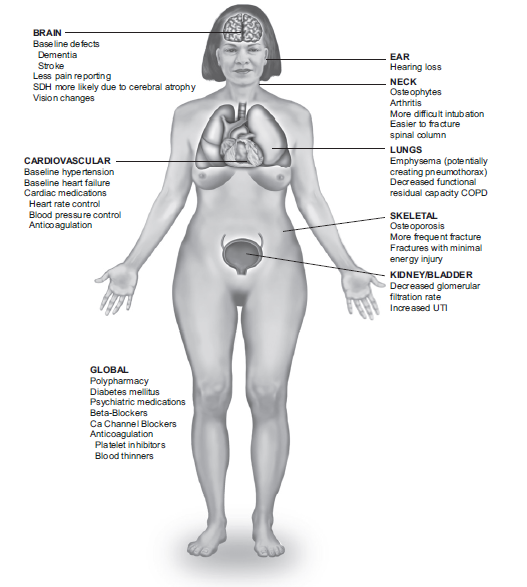 BRAIN
Baseline defects
Dementia
Stroke
Less pain reporting
SDH more likely due to cerebral atrophy
Vision changes
EAR
Hearing loss
NECK
Osteophytes
Arthritis
More difficult intubation
Easier to fracture
spinal column
LUNGS
Emphysema (potentially
creating pneumothorax)
Decreased functional
residual capacity COPD
CARDIOVASCULAR
Baseline hypertension
Baseline heart failure
Cardiac medications
Heart rate control
Blood pressure control
Anticoagulation
SKELETAL
Osteoporosis
More frequent fracture
Fractures with minimal
energy injury
KIDNEY/BLADDER
Decreased glomerular
filtration rate
Increased UTI
GLOBAL
Polypharmacy
Diabetes mellitus
Psychiatric medications
Beta-Blockers
Ca Channel Blockers
Anticoagulation
Platelet inhibitors
Blood thinners